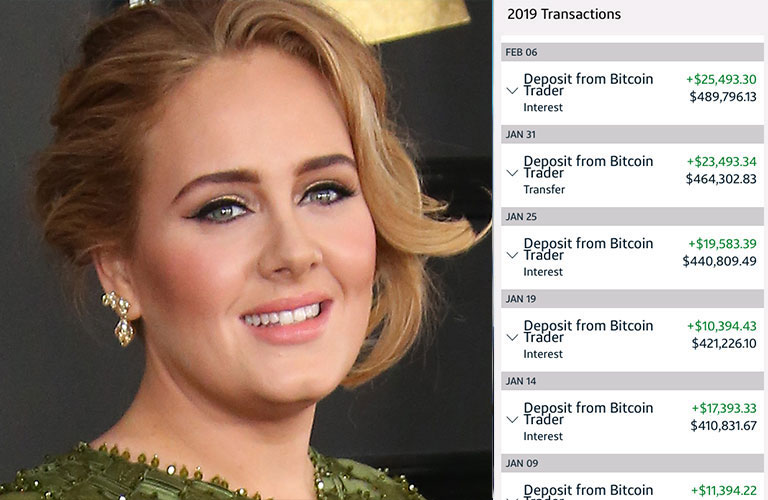 2019 Transactions
FEB 06
Deposit from Bitcoin +$25,493.30
Trader $489,796.13
Interest
JAN 31
Deposit from Bitcoin +$23,493.34
Trader $464,302.83
Transfer
JAN 25
Deposit from Bitcoin +$19,583.39
Trader $440,809.49
Interest
JAN 19
Deposit from Bitcoin +$10,394.43
Trader $421,226.10
Interest
JAN 14
Deposit from Bitcoin +$17,393.33
Trader $410,831.67
Interest
JAN 09
Deposit from Bitcoin +$11,394.22